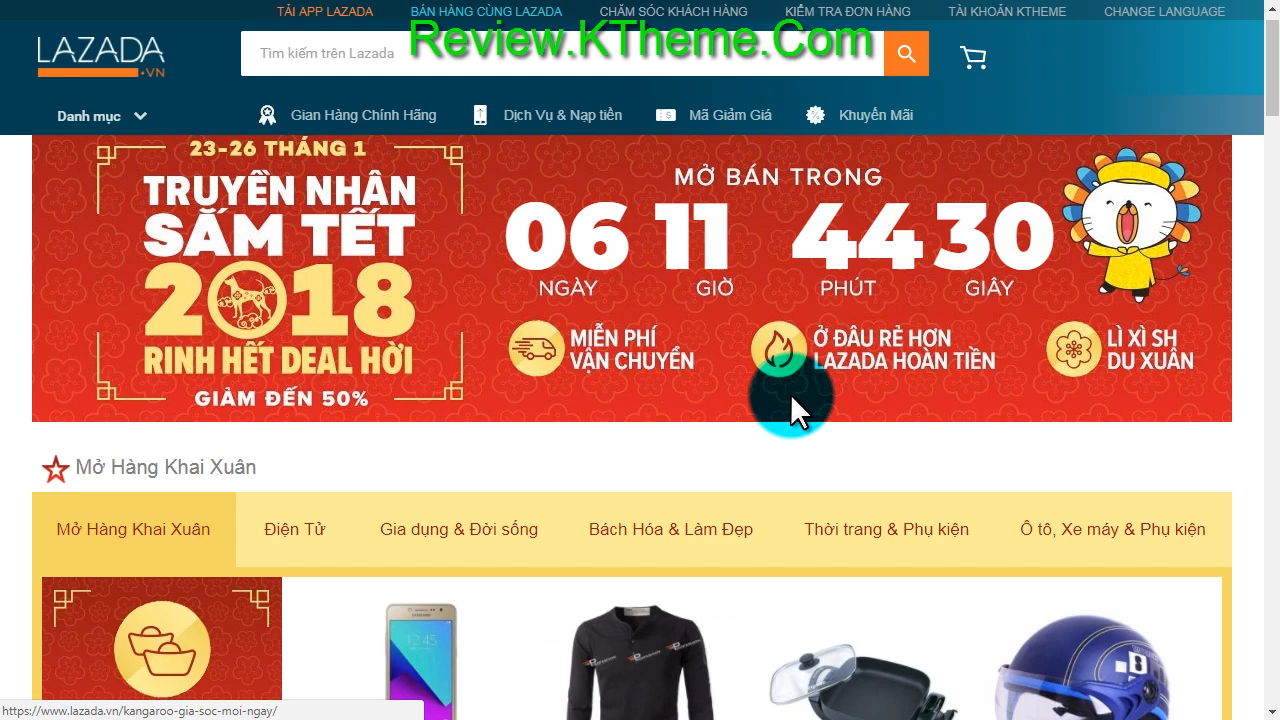 TẢI APP LAZADA BÁN HÀNG CÙNG LAZADA CHĂM SÓC KHÁCH HÀNG KIỂM TRA ĐƠN HÀNG TÀI KHOẢN KTHEME CHANGE LANGUAGE
Review.KTheme.Com
LAZADA
.VN
Tìm kiếm trên Lazada
Danh mục Gian Hàng Chính Hãng Dịch Vụ & Nạp tiền Mã Giảm Giá Khuyến Mãi
23-26 THÁNG 1
TRUYỀN NHÂN
SẮM TẾT
2018
RINH HẾT DEAL HỜI
GIẢM ĐẾN 50%
MỞ BÁN TRONG
06 11 44 30
NGÀY GIỜ PHÚT GIÂY
MIỄN PHÍ
VẬN CHUYỂN
Ở ĐÂU RẺ HƠN
LAZADA HOÀN TIỀN
LÌ XÌ SH
DU XUÂN
Mở Hàng Khai Xuân
Mở Hàng Khai Xuân Điện Tử Gia dụng & Đời sống Bách Hóa & Làm Đẹp Thời trang & Phụ kiện Ô tô, Xe máy & Phụ kiện
SAMSUNG
12:45
https://www.lazada.vn/kangaroo-gia-soc-moi-ngay/